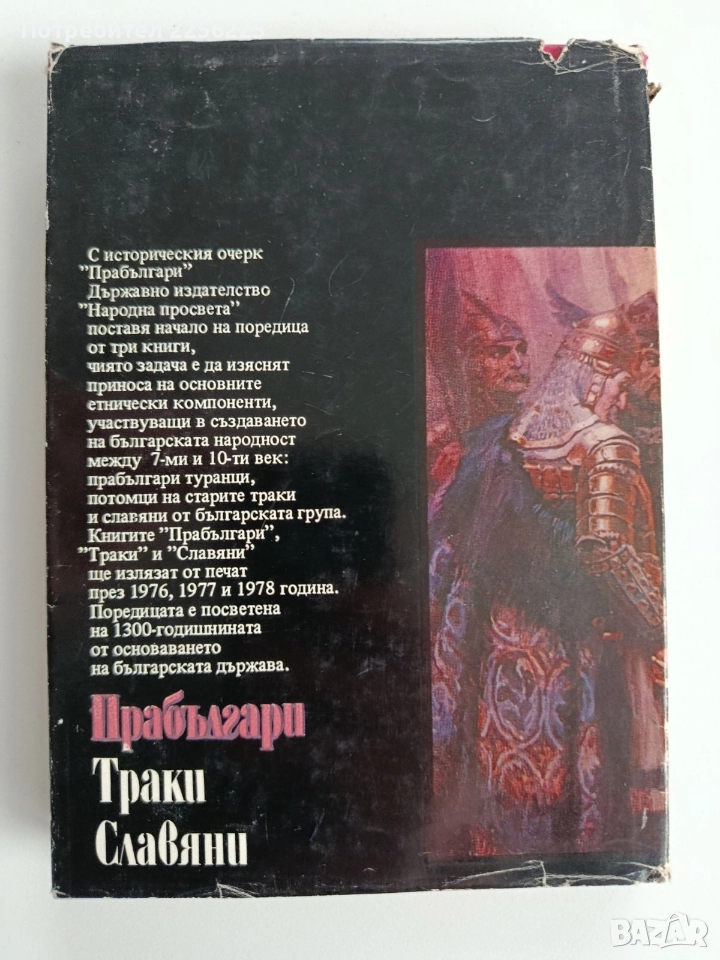 С историческия очерк
"Прабългари"
Държавно издателство
"Народна просвета"
поставя начало на поредица
от три книги,
чиято задача е да изяснят
приноса на основните
етнически компоненти,
участвуващи в създаването
на българската народност
между 7-ми и 10-ти век:
прабългари туранци,
потомци на старите траки
и славяни от българската група.
Книгите "Прабългари",
"Траки" и "Славяни"
ще излязат от печат
през 1976, 1977 и 1978 година.
Поредицата е посветена
на 1300-годишнината
от основаването
на българската държава.
Прабългари
Траки
Славяни
BAZAR